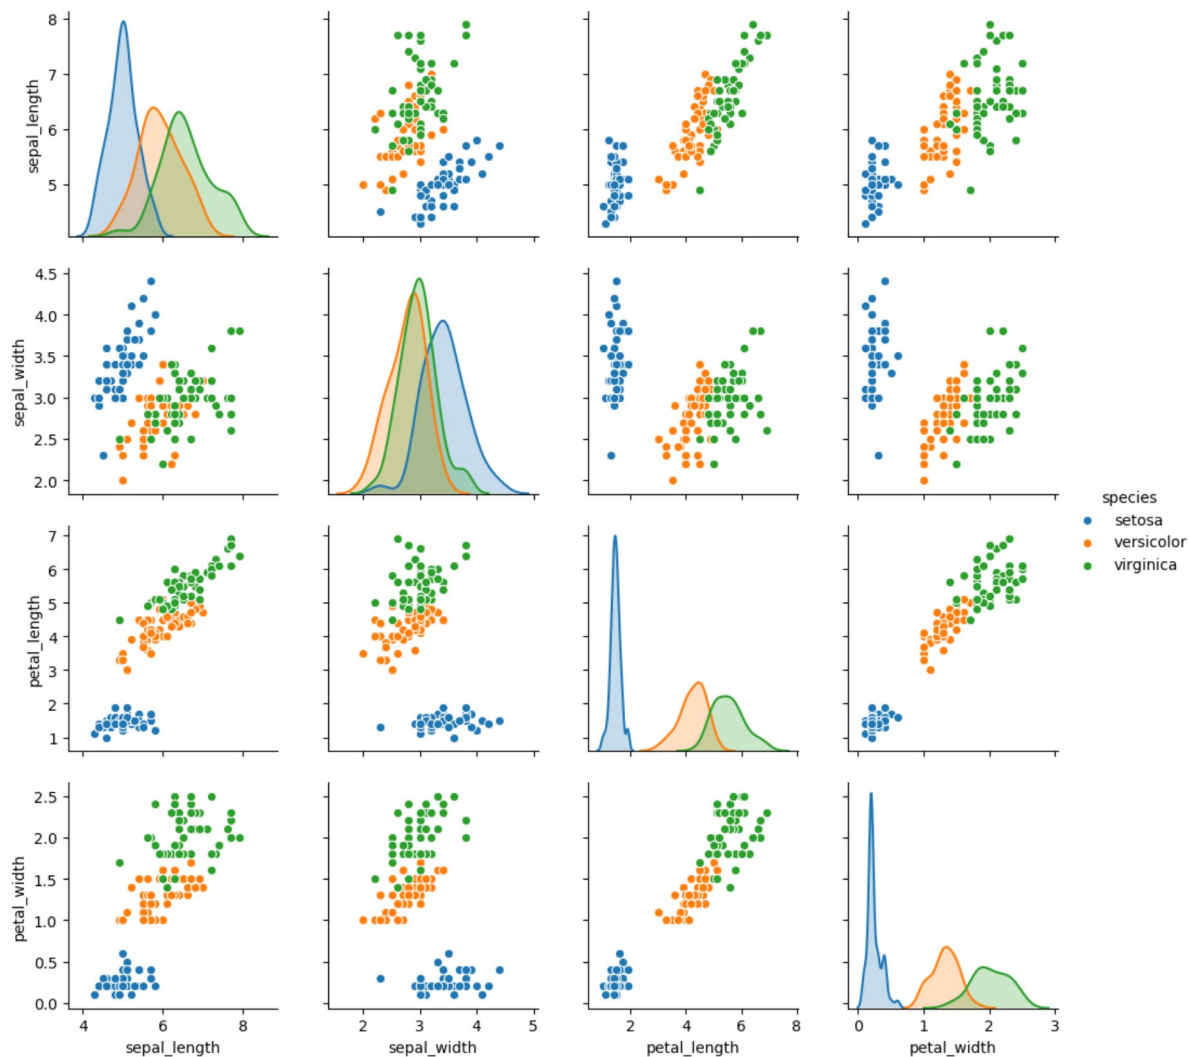 8
7
6
5
sepal_length
4.5
4.0
3.5
3.0
2.5
2.0
sepal_width
species
setosa
versicolor
virginica
7
6
5
4
3
2
1
petal_length
2.5
2.0
1.5
1.0
0.5
0.0
petal_width
4 6 8
sepal_length
2 3 4 5
sepal_width
2 4 6 8
petal_length
0 1 2 3
petal_width